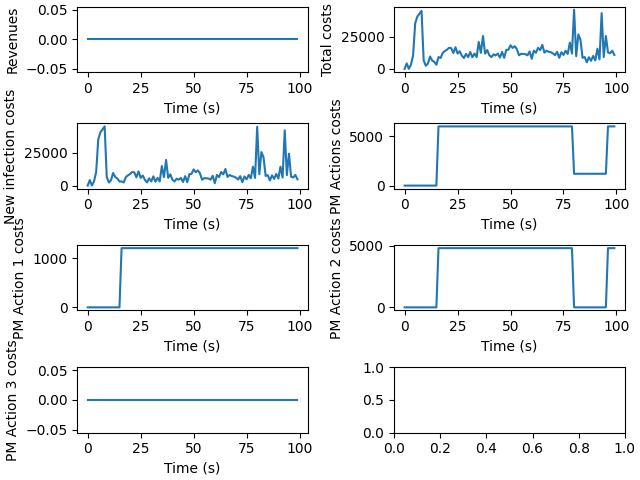 Revenues
0.05
0.00
−0.05
0 25 50 75 100
Time (s)
Total costs
25000
0
0 25 50 75 100
Time (s)
New infection costs
25000
0
0 25 50 75 100
Time (s)
PM Actions costs
5000
0
0 25 50 75 100
Time (s)
PM Action 1 costs
1000
0
0 25 50 75 100
Time (s)
PM Action 2 costs
5000
0
0 25 50 75 100
Time (s)
PM Action 3 costs
0.05
0.00
−0.05
0 25 50 75 100
Time (s)
1.0
0.5
0.0
0.0 0.2 0.4 0.6 0.8 1.0